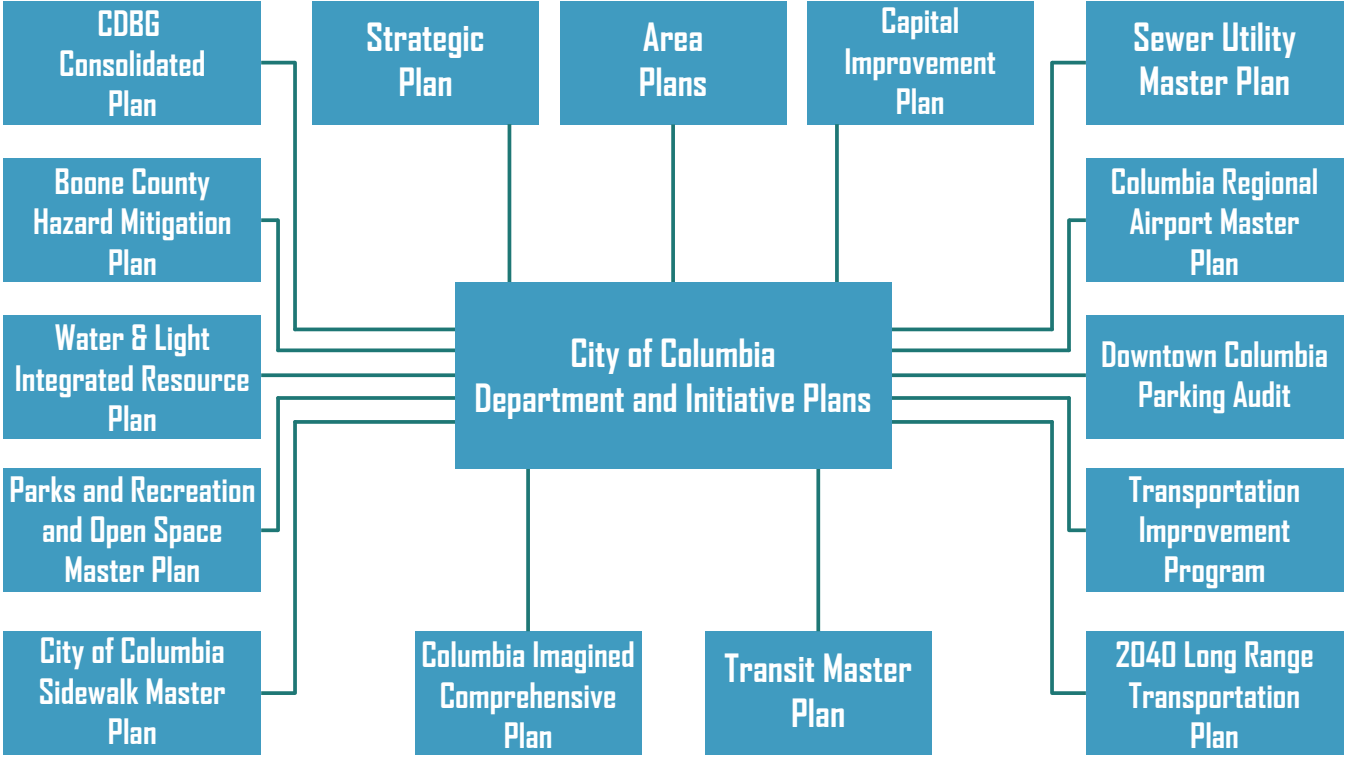 CDBG
Consolidated
Plan
Strategic
Plan
Area
Plans
Capital
Improvement
Plan
Sewer Utility
Master Plan
Boone County
Hazard Mitigation
Plan
Columbia Regional
Airport Master
Plan
Water & Light
Integrated Resource
Plan
City of Columbia
Department and Initiative Plans
Downtown Columbia
Parking Audit
Parks and Recreation
and Open Space
Master Plan
Transportation
Improvement
Program
City of Columbia
Sidewalk Master
Plan
Columbia Imagined
Comprehensive
Plan
Transit Master
Plan
2040 Long Range
Transportation
Plan